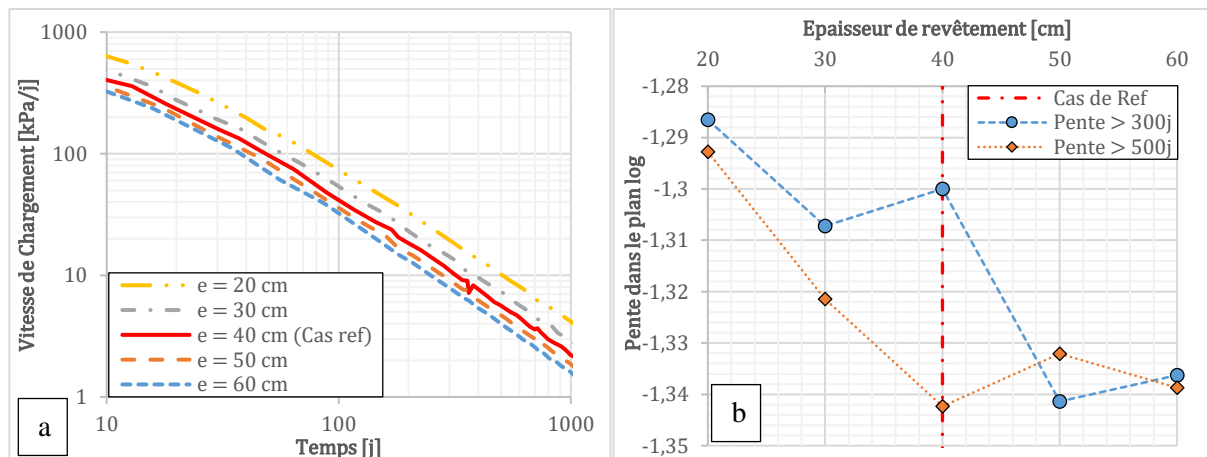 Vitesse de Chargement [kPa/j]
1000
100
10
1
e = 20 cm
e = 30 cm
e = 40 cm (Cas ref)
e = 50 cm
e = 60 cm
a
10
100
1000
Temps [j]
Epaisseur de revêtement [cm]
20
30
40
50
60
Pente dans le plan log
-1,28
-1,29
-1,3
-1,31
-1,32
-1,33
-1,34
-1,35
Cas de Ref
Pente > 300j
Pente > 500j
b